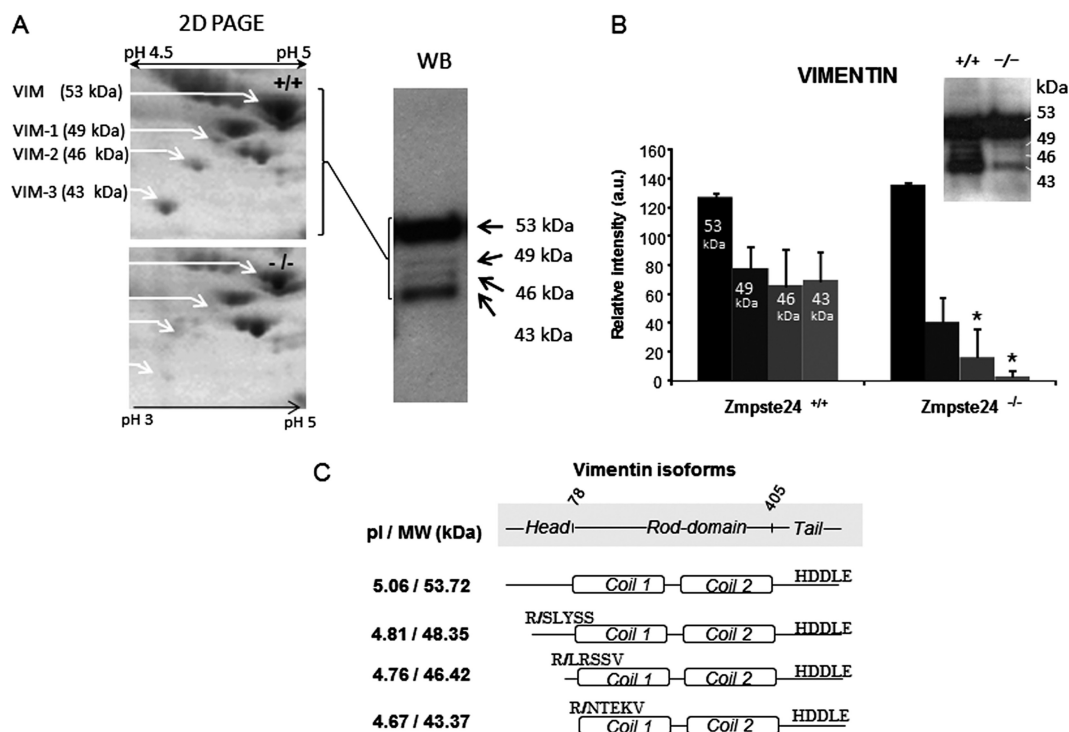 A
2D PAGE
pH 4.5 pH 5
+/+
VIM (53 kDa)
VIM-1 (49 kDa)
VIM-2 (46 kDa)
VIM-3 (43 kDa)
- /-
pH 3 pH 5
WB
53 kDa
49 kDa
46 kDa
43 kDa
B
VIMENTIN
+/+ −/−
kDa
53
49
46
43
Relative intensity (a.u.)
160
140
120
100
80
60
40
20
0
53 kDa
49 kDa
46 kDa
43 kDa
*
*
Zmpste24 +/+
Zmpste24 -/-
C
Vimentin isoforms
78
405
pI / MW (kDa)
Head Rod-domain Tail
5.06 / 53.72
Coil 1 Coil 2 HDDLE
4.81 / 48.35
R/SLYSS Coil 1 Coil 2 HDDLE
4.76 / 46.42
R/LRSSV Coil 1 Coil 2 HDDLE
4.67 / 43.37
R/NTEKV Coil 1 Coil 2 HDDLE